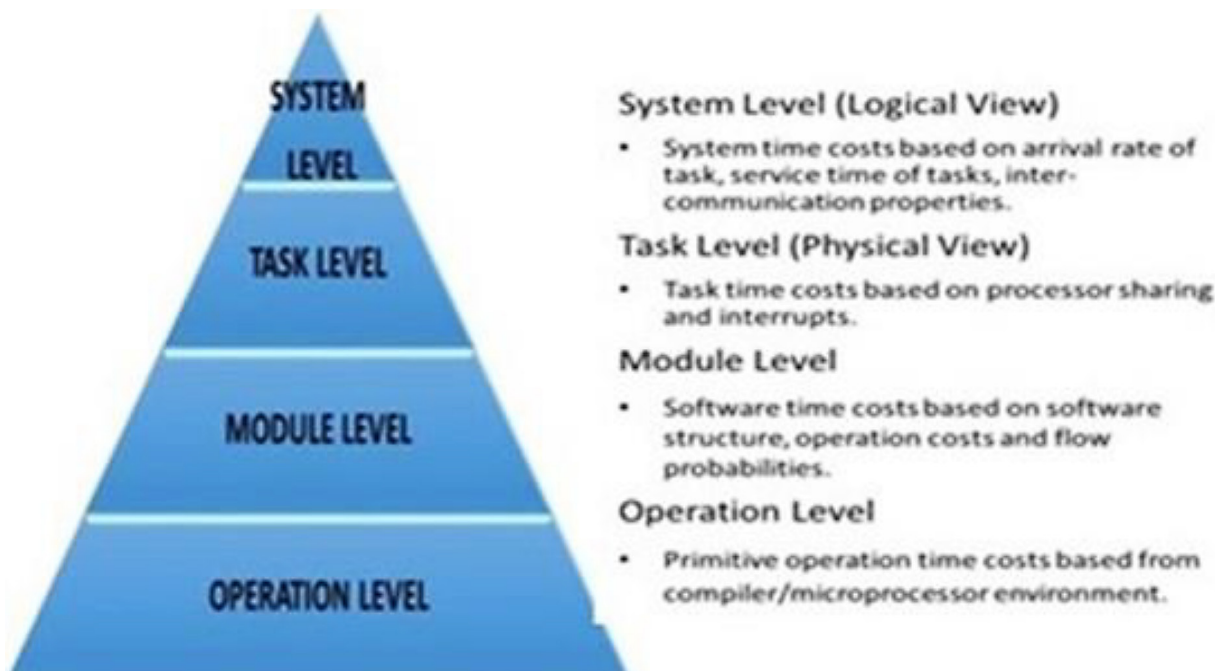 SYSTEM
LEVEL
TASK LEVEL
MODULE LEVEL
OPERATION LEVEL
System Level (Logical View)
• System time costs based on arrival rate of
task, service time of tasks, inter-
communication properties.
Task Level (Physical View)
• Task time costs based on processor sharing
and interrupts.
Module Level
• Software time costs based on software
structure, operation costs and flow
probabilities.
Operation Level
• Primitive operation time costs based from
compiler/microprocessor environment.